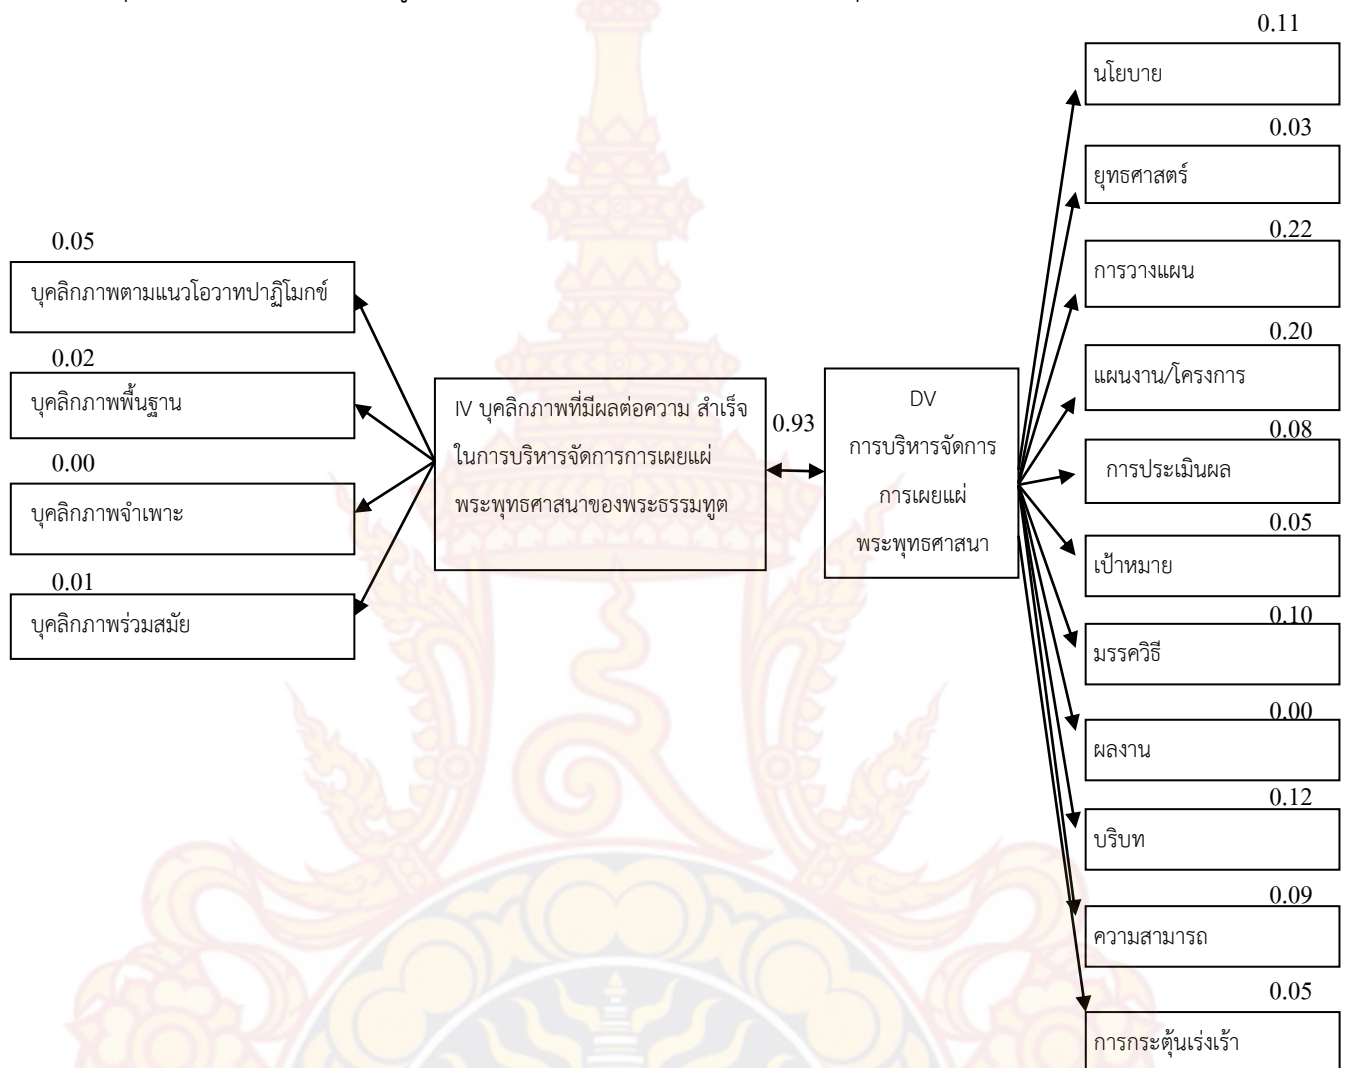 0.05
บุคลิกภาพตามแนวโอวาทปาฏิโมกข์
0.02
บุคลิกภาพพื้นฐาน
0.00
บุคลิกภาพจำเพาะ
0.01
บุคลิกภาพร่วมสมัย
IV บุคลิกภาพที่มีผลต่อความ สำเร็จ
ในการบริหารจัดการการเผยแผ่
พระพุทธศาสนาของพระธรรมทูต
0.93
DV
การบริหารจัดการ
การเผยแผ่
พระพุทธศาสนา
0.11
นโยบาย
0.03
ยุทธศาสตร์
0.22
การวางแผน
0.20
แผนงาน/โครงการ
0.08
การประเมินผล
0.05
เป้าหมาย
0.10
มรรควิธี
0.00
ผลงาน
0.12
บริบท
0.09
ความสามารถ
0.05
การกระตุ้นเร่งเร้า